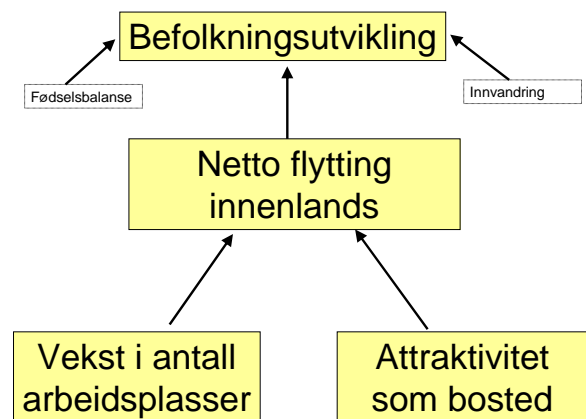 Befolkningsutvikling
Fødselsbalanse
Innvandring
Netto flytting
innenlands
Vekst i antall
arbeidsplasser
Attraktivitet
som bosted